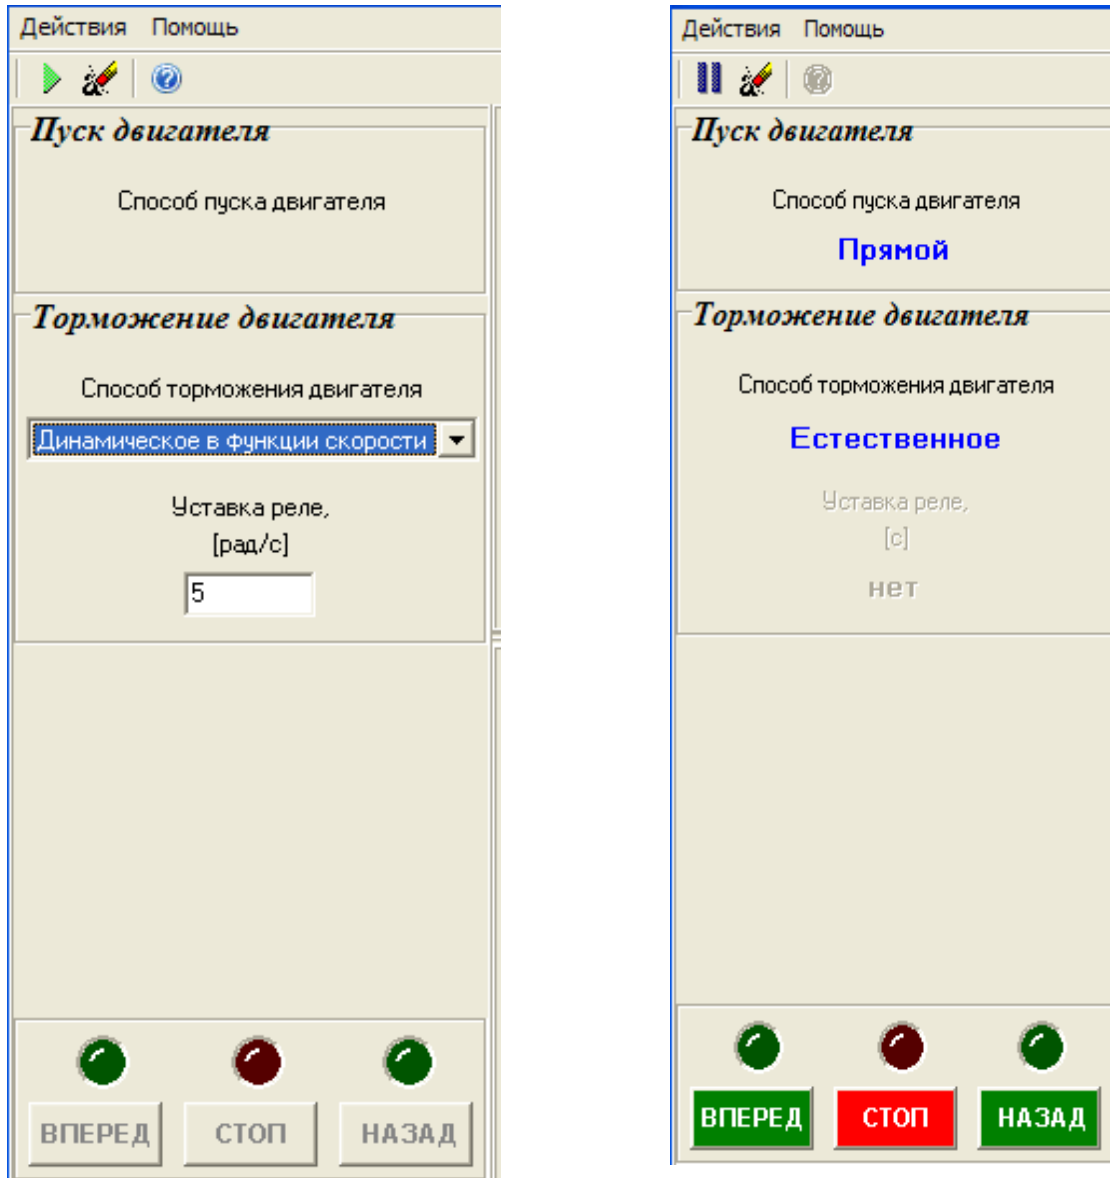 Действия Помощь
Пуск двигателя
Способ пуска двигателя
Торможение двигателя
Способ торможения двигателя
Динамическое в функции скорости
Уставка реле,
[рад/с]
5
ВПЕРЕД СТОП НАЗАД
Действия Помощь
Пуск двигателя
Способ пуска двигателя
Прямой
Торможение двигателя
Способ торможения двигателя
Естественное
Уставка реле,
[с]
нет
ВПЕРЕД СТОП НАЗАД